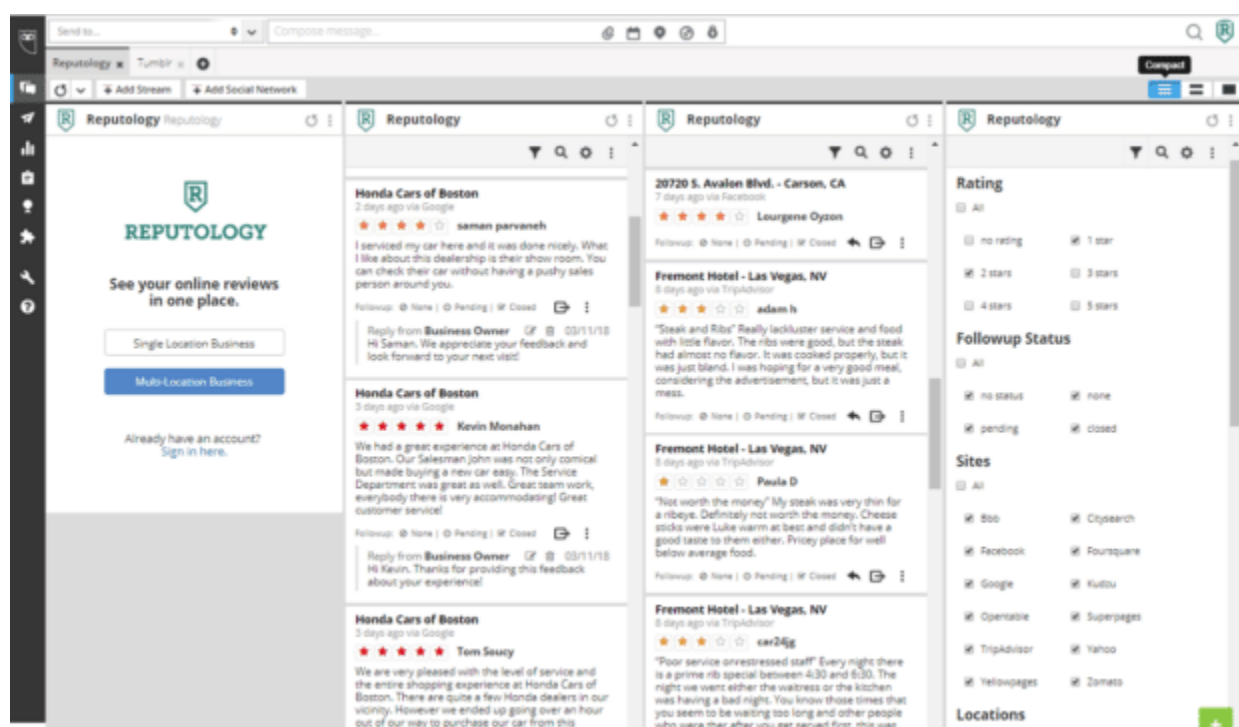 Send to...
Compose message...
Reputology x
Tumblr x
Compact
Add Stream
Add Social Network
R
Reputology Reputology
R
REPUTOLOGY
See your online reviews
in one place.
Single Location Business
Multi-Location Business
Already have an account?
Sign in here.
R
Reputology
Honda Cars of Boston
2 days ago via Google
saman parvaneh
I serviced my car here and it was done nicely. What
I like about this dealership is their show room. You
can check their car without having a pushy sales
person around you.
Followup: None | Pending | Closed
Reply from Business Owner 03/11/18
Hi Saman. We appreciate your feedback and
look forward to your next visit!
Honda Cars of Boston
3 days ago via Google
Kevin Monahan
We had a great experience at Honda Cars of
Boston. Our Salesman John was not only comical
but made buying a new car easy. The Service
Department was great as well. Great team work,
everybody there is very accommodating! Great
customer service!
Followup: None | Pending | Closed
Reply from Business Owner 03/11/18
Hi Kevin. Thanks for providing this feedback
about your experience!
Honda Cars of Boston
3 days ago via Google
Tom Soucy
We are very pleased with the level of service and
the entire shopping experience at Honda Cars of
Boston. There are quite a few Honda dealers in our
vicinity. However we ended up going over an hour
out of our way to purchase our car from this
R
Reputology
20720 S. Avalon Blvd. - Carson, CA
7 days ago via Facebook
Lourgene Oyzon
Followup: None | Pending | Closed
Fremont Hotel - Las Vegas, NV
8 days ago via TripAdvisor
adam h
"Steak and Ribs" Really lackluster service and food
with little flavor. The ribs were good, but the steak
had almost no flavor. It was cooked properly, but it
was just bland. I was hoping for a very good meal,
considering the advertisement, but it was just a
mess.
Followup: None | Pending | Closed
Fremont Hotel - Las Vegas, NV
8 days ago via TripAdvisor
Paula D
"Not worth the money" My steak was very thin for
a ribeye. Definitely not worth the money. Cheese
sticks were Luke warm at best and didn't have a
good taste to them either. Pricey place for well
below average food.
Followup: None | Pending | Closed
Fremont Hotel - Las Vegas, NV
8 days ago via TripAdvisor
car24jg
"Poor service onrestressed staff" Every night there
is a prime rib special between 4:30 and 6:30. The
night we went either the waitress or the kitchen
was having a bad night. You know those times that
you seem to be waiting too long and other people
who were ther after you get served first. this was
R
Reputology
Rating
All
no rating
1 star
2 stars
3 stars
4 stars
5 stars
Followup Status
All
no status
none
pending
closed
Sites
All
Bbb
Citysearch
Facebook
Foursquare
Google
Kudzu
Opentable
Superpages
TripAdvisor
Yahoo
Yellowpages
Zomato
Locations